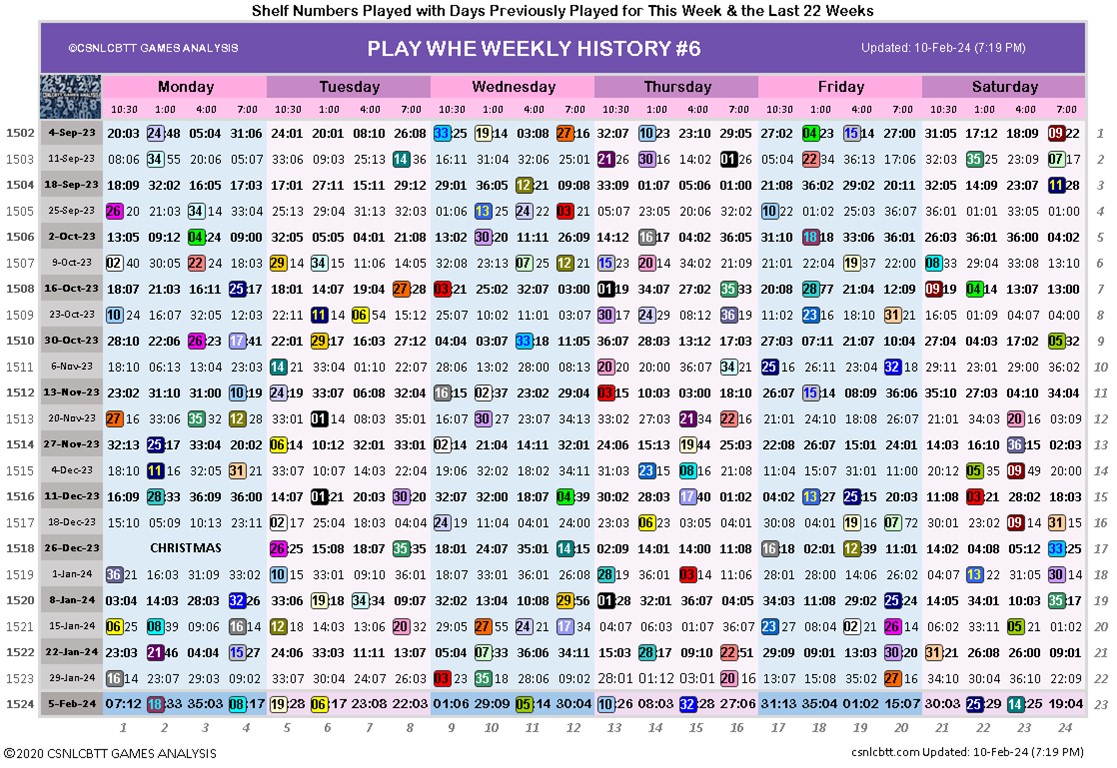 Shelf Numbers Played with Days Previously Played for This Week & the Last 22 Weeks
©CSNLCBTT GAMES ANALYSIS PLAY WHE WEEKLY HISTORY #6 Updated: 10-Feb-24 (7:19 PM)
Monday Tuesday Wednesday Thursday Friday Saturday
10:30 1:00 4:00 7:00 10:30 1:00 4:00 7:00 10:30 1:00 4:00 7:00 10:30 1:00 4:00 7:00 10:30 1:00 4:00 7:00 10:30 1:00 4:00 7:00
1502 4-Sep-23 20:03 24:48 05:04 31:06 24:01 20:01 08:10 26:08 33:25 19:14 03:08 27:16 32:07 10:23 23:10 29:05 27:02 04:23 15:14 27:00 31:05 17:12 18:09 09:22 1
1503 11-Sep-23 08:06 34:55 20:06 05:07 33:06 09:03 25:13 14:36 16:11 31:04 32:06 25:01 21:26 30:16 14:02 01:26 05:04 22:34 36:13 17:06 32:05 35:25 23:09 07:17 2
1504 18-Sep-23 18:09 32:02 16:05 17:03 17:01 27:11 15:11 29:12 29:01 36:05 12:21 09:08 33:09 01:07 05:06 01:00 21:08 36:02 29:02 20:11 32:05 14:09 23:07 11:28 3
1505 25-Sep-23 26:20 21:03 34:14 33:04 25:13 29:04 31:13 32:03 01:06 13:25 24:22 03:21 05:07 23:05 20:06 32:02 10:22 01:02 25:03 36:07 36:01 01:01 33:05 01:00 4
1506 2-Oct-23 13:05 09:12 04:24 09:00 32:05 05:05 04:01 21:08 13:02 30:20 11:11 26:09 14:12 16:17 04:02 36:05 31:10 18:18 33:06 36:01 26:03 36:01 36:00 04:02 5
1507 9-Oct-23 02:40 30:05 22:24 18:03 29:14 34:15 11:06 14:05 32:08 23:13 07:25 12:21 15:23 20:14 34:02 21:09 21:08 04:04 19:37 22:00 08:33 29:04 33:08 13:10 6
1508 16-Oct-23 18:07 21:03 16:11 25:17 18:01 14:07 19:04 27:28 03:21 25:02 32:07 03:00 01:19 34:07 27:02 35:33 20:08 28:77 21:04 12:09 09:19 04:14 13:07 13:00 7
1509 23-Oct-23 10:24 16:07 32:05 12:03 22:06 11:14 06:54 15:12 25:07 10:02 11:01 03:07 30:17 24:29 08:12 36:19 11:08 23:16 18:10 31:21 16:05 01:09 04:07 04:00 8
1510 30-Oct-23 28:10 22:06 26:23 17:41 22:01 29:17 16:03 27:12 04:04 03:07 33:18 11:05 36:07 28:03 13:12 17:03 27:03 07:11 21:07 10:04 27:04 04:03 17:02 05:32 9
1511 6-Nov-23 18:10 06:13 13:04 23:10 14:21 33:04 01:10 22:07 28:06 13:02 28:00 08:13 20:20 10:00 36:07 34:21 25:16 10:07 17:03 32:18 29:11 23:01 29:00 36:02 10
1512 13-Nov-23 23:02 31:10 31:00 10:19 24:19 33:07 06:08 32:04 16:15 02:37 23:02 29:04 03:15 10:03 03:00 18:10 26:07 15:14 08:09 36:06 35:10 27:03 04:10 34:04 11
1513 20-Nov-23 27:16 33:06 35:32 12:28 33:01 01:14 08:03 34:05 16:07 30:27 23:01 07:12 33:02 27:03 21:34 22:16 21:01 24:10 18:08 28:07 21:01 34:03 20:16 03:09 12
1514 27-Nov-23 32:13 25:17 33:04 20:02 06:14 10:12 32:01 33:01 02:14 21:04 14:11 32:01 24:06 15:13 19:44 25:03 22:08 26:07 12:01 24:01 14:03 16:10 36:15 02:03 13
1515 4-Dec-23 18:10 11:16 32:05 31:21 33:07 10:07 14:03 22:04 19:06 32:02 18:02 34:11 31:03 23:15 08:16 21:08 11:04 15:07 31:01 11:00 20:12 05:35 09:49 20:00 14
1516 11-Dec-23 16:09 28:33 36:09 36:00 14:07 01:21 20:03 30:20 32:07 32:00 18:07 04:39 30:02 28:03 17:40 01:02 04:02 13:27 25:15 20:03 11:08 03:21 28:02 18:03 15
1517 18-Dec-23 15:10 05:09 10:13 23:11 02:17 25:04 18:03 04:04 24:19 11:04 04:01 24:00 23:03 06:23 03:05 04:01 30:08 04:01 19:16 07:72 30:01 23:02 09:14 31:15 16
1518 26-Dec-23 CHRISTMAS 26:25 15:08 18:07 35:35 18:01 24:07 35:01 14:15 02:09 14:01 14:00 11:08 16:18 02:01 12:39 11:01 14:02 04:08 05:12 33:25 17
1519 1-Jan-24 36:21 16:03 31:09 33:02 10:15 33:01 09:10 36:01 18:07 33:01 36:01 26:08 28:19 36:01 03:14 11:06 28:01 28:00 14:06 26:02 04:07 13:22 31:05 30:14 18
1520 8-Jan-24 03:04 14:03 28:03 32:26 33:06 19:18 34:34 09:07 32:02 13:04 10:08 29:56 01:28 32:01 36:07 04:05 34:03 11:08 29:02 25:24 14:05 34:01 10:03 35:17 19
1521 15-Jan-24 06:25 08:39 09:06 16:14 12:18 14:03 13:08 20:32 29:05 27:55 24:21 17:34 04:07 06:03 01:07 36:07 23:27 08:04 02:21 26:14 06:02 33:11 05:21 01:02 20
1522 22-Jan-24 23:03 21:46 04:04 15:27 24:06 33:03 11:11 13:07 05:04 07:33 36:06 34:11 15:03 28:17 09:10 22:51 29:09 09:01 13:08 30:20 31:21 26:08 26:00 09:01 21
1523 29-Jan-24 16:14 23:07 29:03 09:02 33:07 31:06 24:07 36:07 03:23 35:18 28:06 09:02 28:01 01:12 03:01 20:16 13:07 15:08 35:02 27:16 34:10 30:04 36:10 22:09 22
1524 5-Feb-24 07:12 18:33 35:03 08:17 19:28 06:17 23:08 22:03 01:06 29:09 05:14 30:04 10:26 08:03 32:28 27:06 31:13 35:04 01:02 15:07 30:03 25:29 14:25 19:04 23
1 2 3 4 5 6 7 8 9 10 11 12 13 14 15 16 17 18 19 20 21 22 23 24
©2020 CSNLCBTT GAMES ANALYSIS csnlcbtt.com Updated: 10-Feb-24 (7:19 PM)